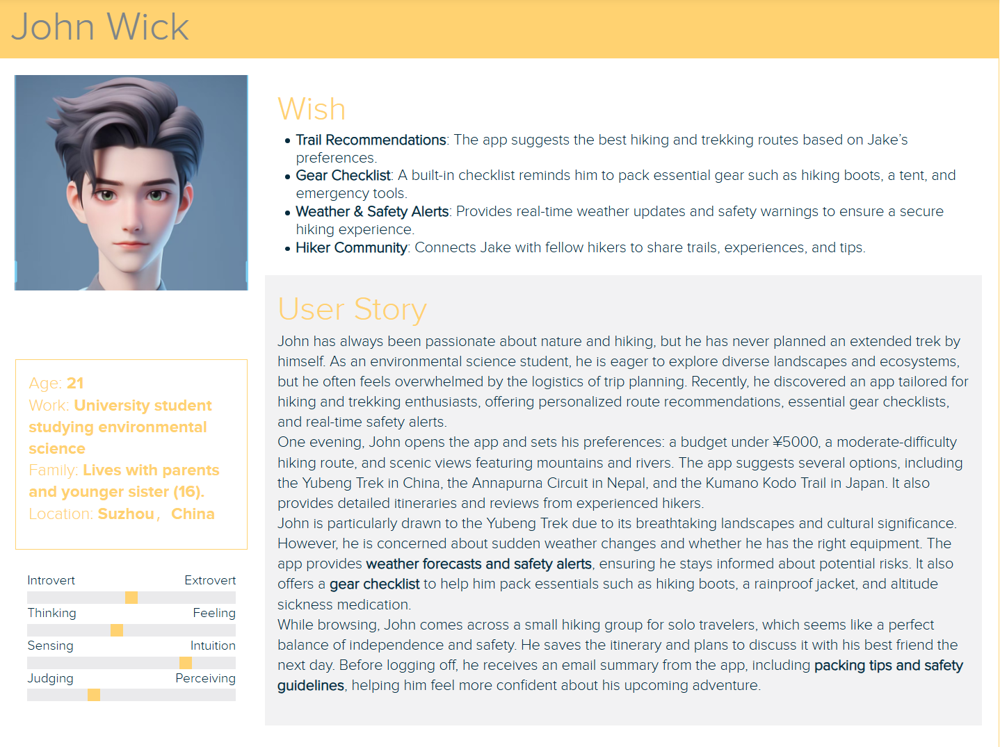 John Wick
Wish
• Trail Recommendations: The app suggests the best hiking and trekking routes based on Jake’s
preferences.
• Gear Checklist: A built-in checklist reminds him to pack essential gear such as hiking boots, a tent, and
emergency tools.
• Weather & Safety Alerts: Provides real-time weather updates and safety warnings to ensure a secure
hiking experience.
• Hiker Community: Connects Jake with fellow hikers to share trails, experiences, and tips.
User Story
John has always been passionate about nature and hiking, but he has never planned an extended trek by
himself. As an environmental science student, he is eager to explore diverse landscapes and ecosystems,
but he often feels overwhelmed by the logistics of trip planning. Recently, he discovered an app tailored for
hiking and trekking enthusiasts, offering personalized route recommendations, essential gear checklists,
and real-time safety alerts.
One evening, John opens the app and sets his preferences: a budget under ¥5000, a moderate-difficulty
hiking route, and scenic views featuring mountains and rivers. The app suggests several options, including
the Yubeng Trek in China, the Annapurna Circuit in Nepal, and the Kumano Kodo Trail in Japan. It also
provides detailed itineraries and reviews from experienced hikers.
John is particularly drawn to the Yubeng Trek due to its breathtaking landscapes and cultural significance.
However, he is concerned about sudden weather changes and whether he has the right equipment. The
app provides weather forecasts and safety alerts, ensuring he stays informed about potential risks. It also
offers a gear checklist to help him pack essentials such as hiking boots, a rainproof jacket, and altitude
sickness medication.
While browsing, John comes across a small hiking group for solo travelers, which seems like a perfect
balance of independence and safety. He saves the itinerary and plans to discuss it with his best friend the
next day. Before logging off, he receives an email summary from the app, including packing tips and safety
guidelines, helping him feel more confident about his upcoming adventure.
Age: 21
Work: University student
studying environmental
science
Family: Lives with parents
and younger sister (16).
Location: Suzhou，China
Introvert Extrovert
Thinking Feeling
Sensing Intuition
Judging Perceiving